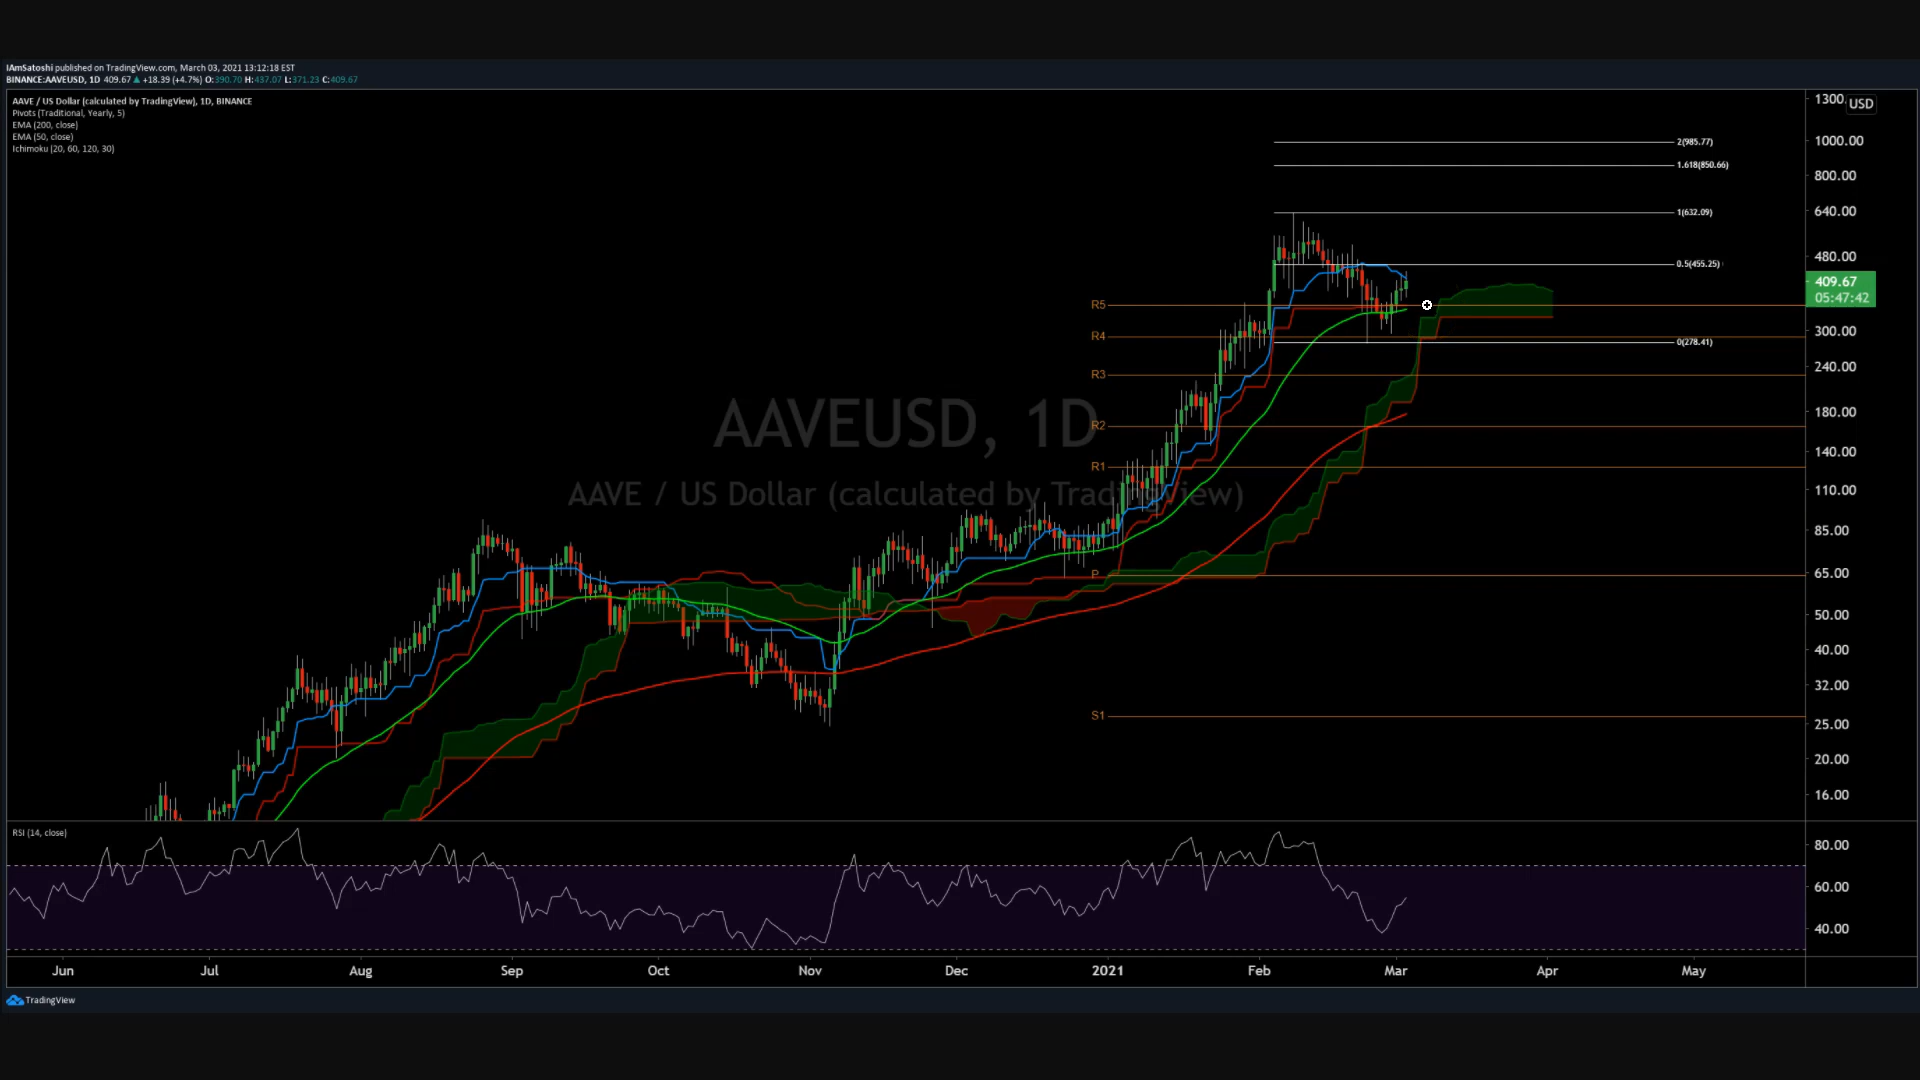 IAmSatoshi published on TradingView.com, March 03, 2021 13:12:18 EST
BINANCE:AAVEUSD, 1D 409.67 ▲ +18.39 (+4.7%) O:390.70 H:437.07 L:371.23 C:409.67
AAVE / US Dollar (calculated by TradingView), 1D, BINANCE
Pivots (Traditional, Yearly, 5)
EMA (200, close)
EMA (50, close)
Ichimoku (20, 60, 120, 30)
1300. USD
2(985.77)
1000.00
1.618(850.66)
800.00
1(632.09)
640.00
480.00
0.5(455.25)
409.67
05:47:42
R5
R4
300.00
0(278.41)
R3
240.00
AAVEUSD, 1D
180.00
R2
140.00
R1
AAVE / US Dollar (calculated by TradingView)
110.00
85.00
P
65.00
50.00
40.00
32.00
S1
25.00
20.00
16.00
RSI (14, close)
80.00
60.00
40.00
Jun Jul Aug Sep Oct Nov Dec 2021 Feb Mar Apr May
TradingView